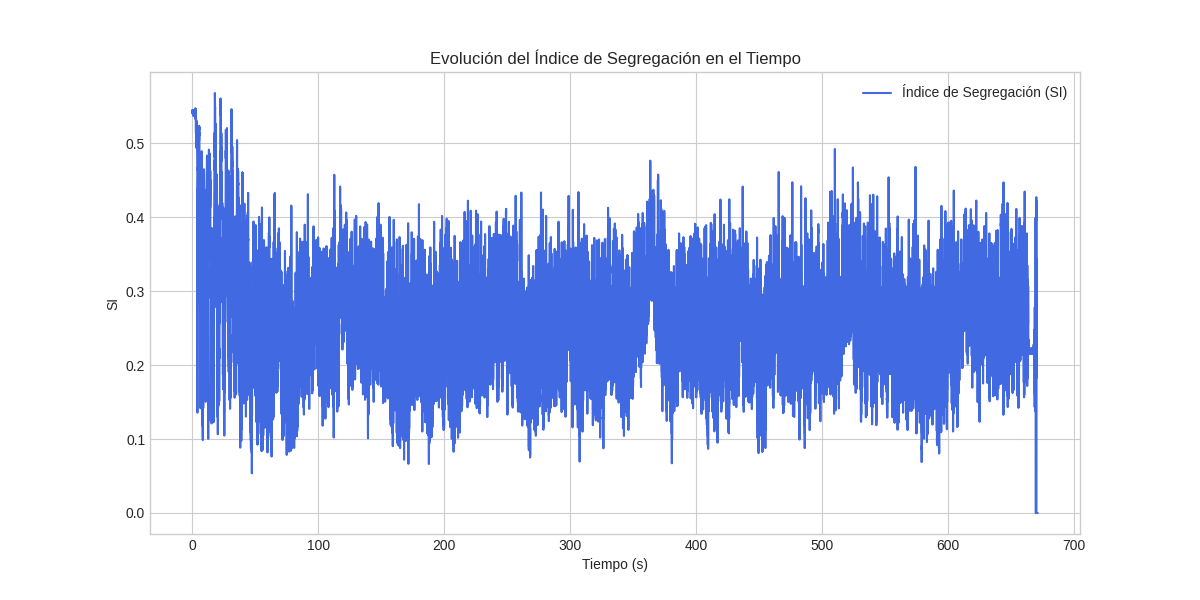 Evolución del Índice de Segregación en el Tiempo
Índice de Segregación (SI)
0.5
0.4
0.3
0.2
0.1
0.0
SI
0 100 200 300 400 500 600 700
Tiempo (s)